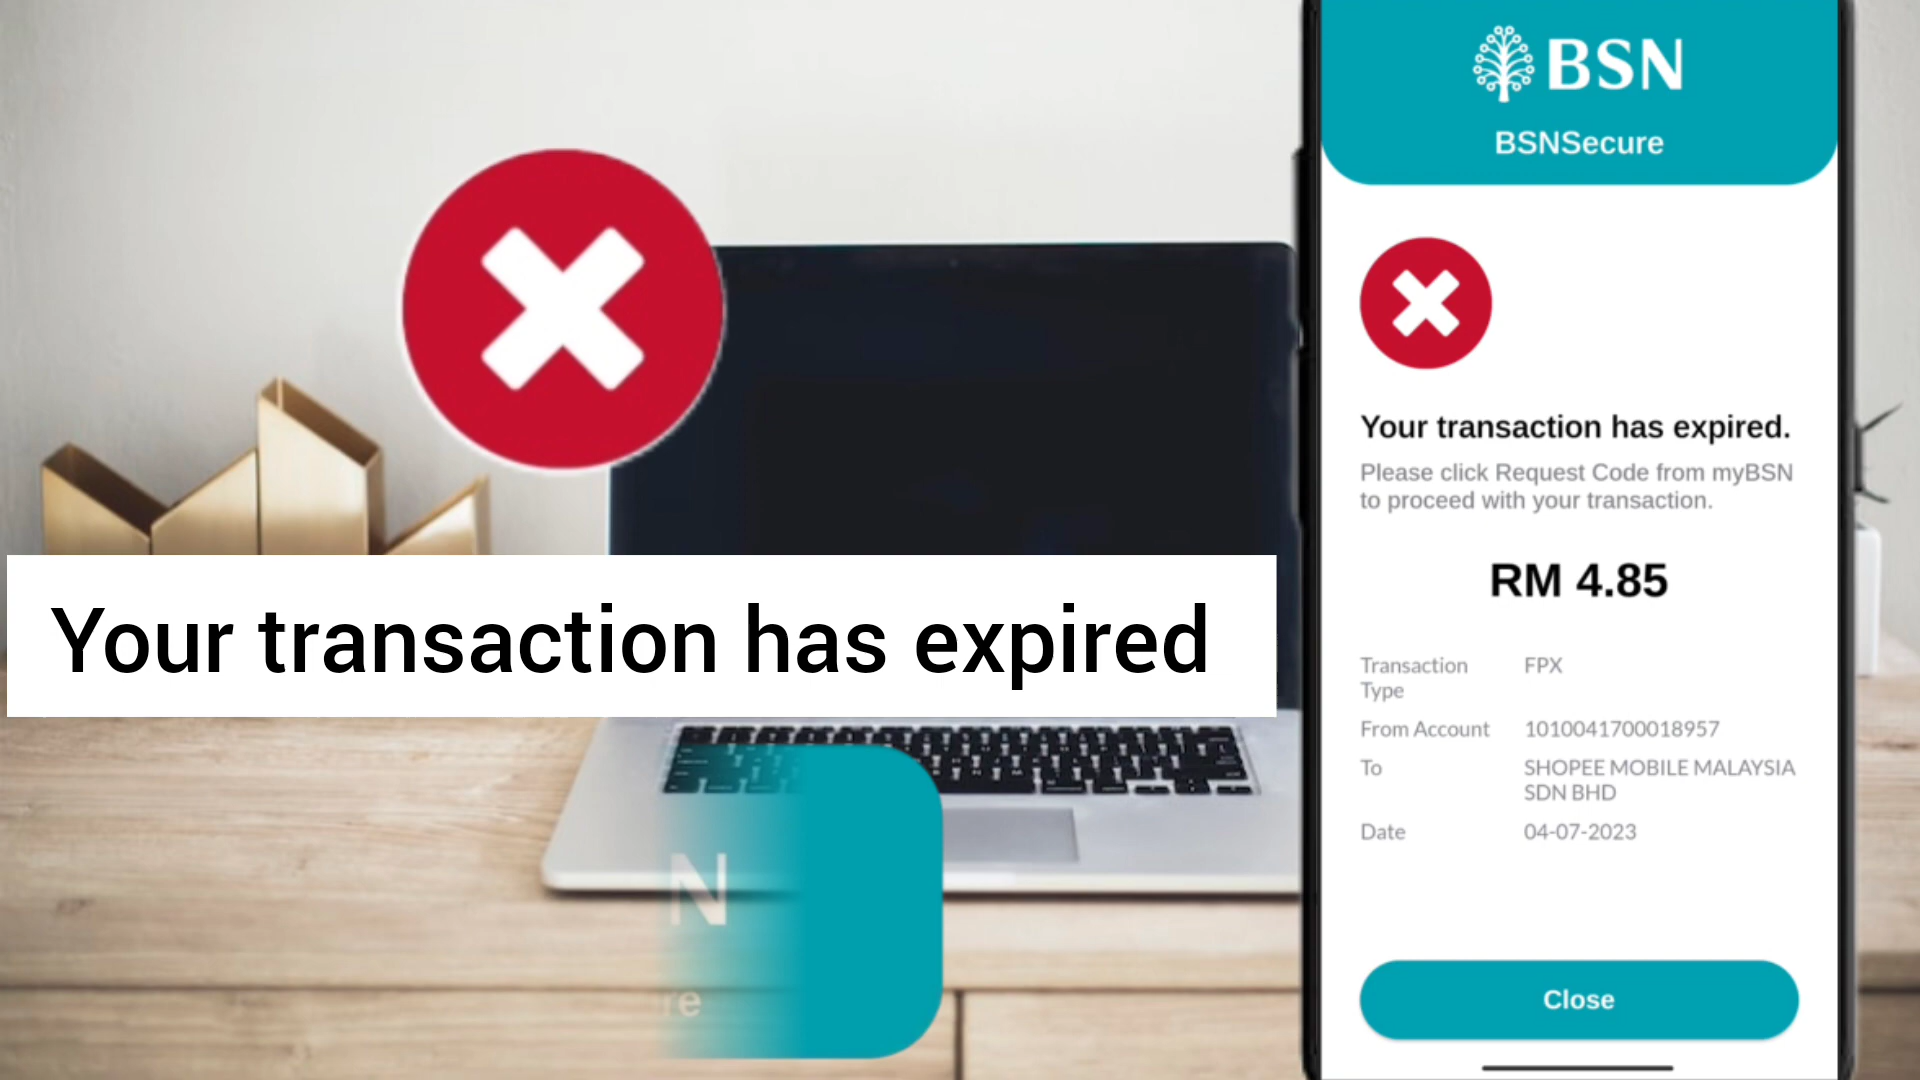 BSN
BSNSecure
Your transaction has expired.
Please click Request Code from myBSN
to proceed with your transaction.
RM 4.85
Transaction Type FPX
From Account 1010041700018957
To SHOPEE MOBILE MALAYSIA
SDN BHD
Date 04-07-2023
Close
Your transaction has expired
N
re